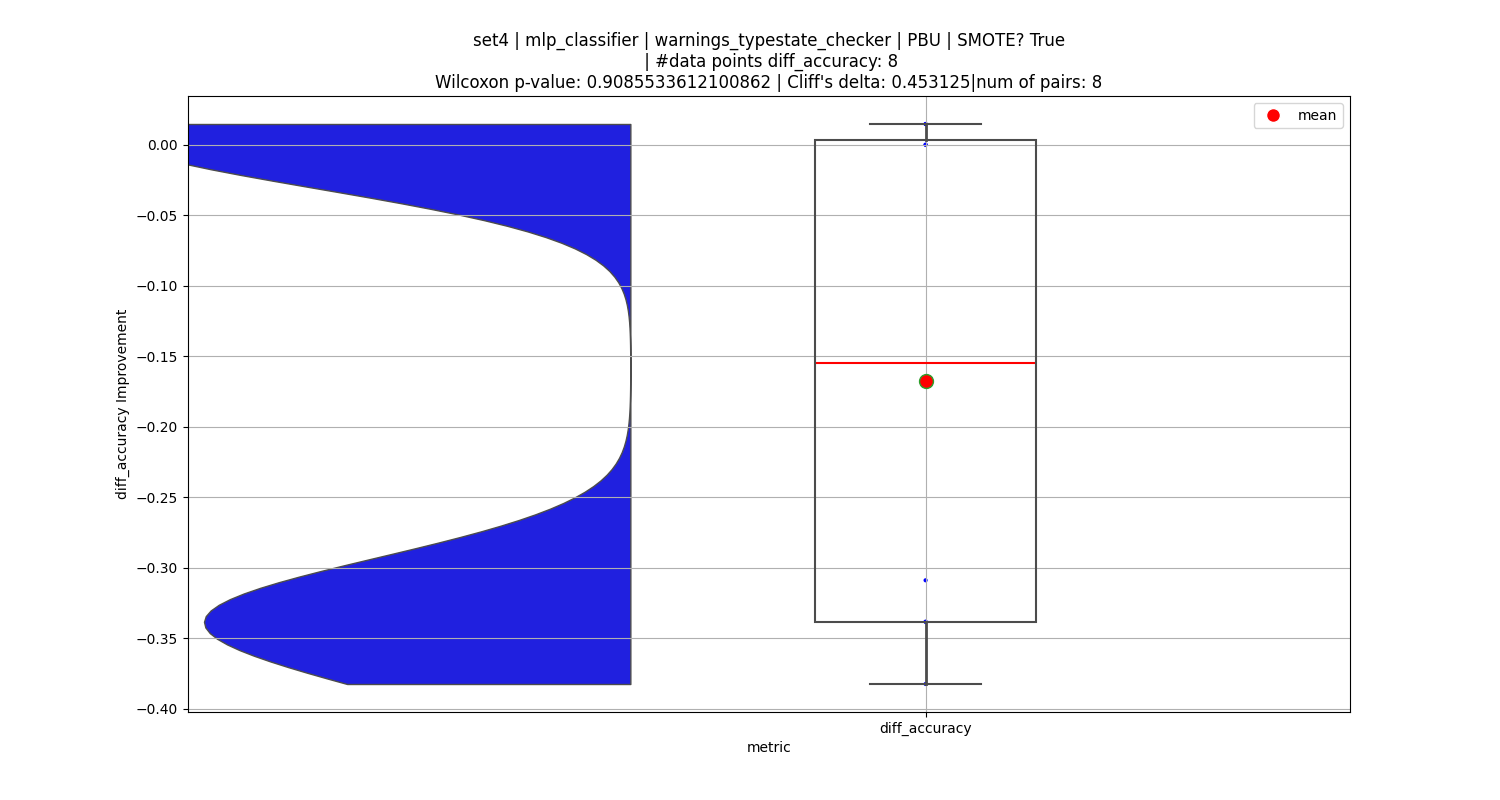 set4 | mlp_classifier | warnings_typestate_checker | PBU | SMOTE? True
| #data points diff_accuracy: 8
Wilcoxon p-value: 0.9085533612100862 | Cliff's delta: 0.453125|num of pairs: 8
mean
0.00
−0.05
−0.10
−0.15
−0.20
−0.25
−0.30
−0.35
−0.40
diff_accuracy Improvement
diff_accuracy
metric